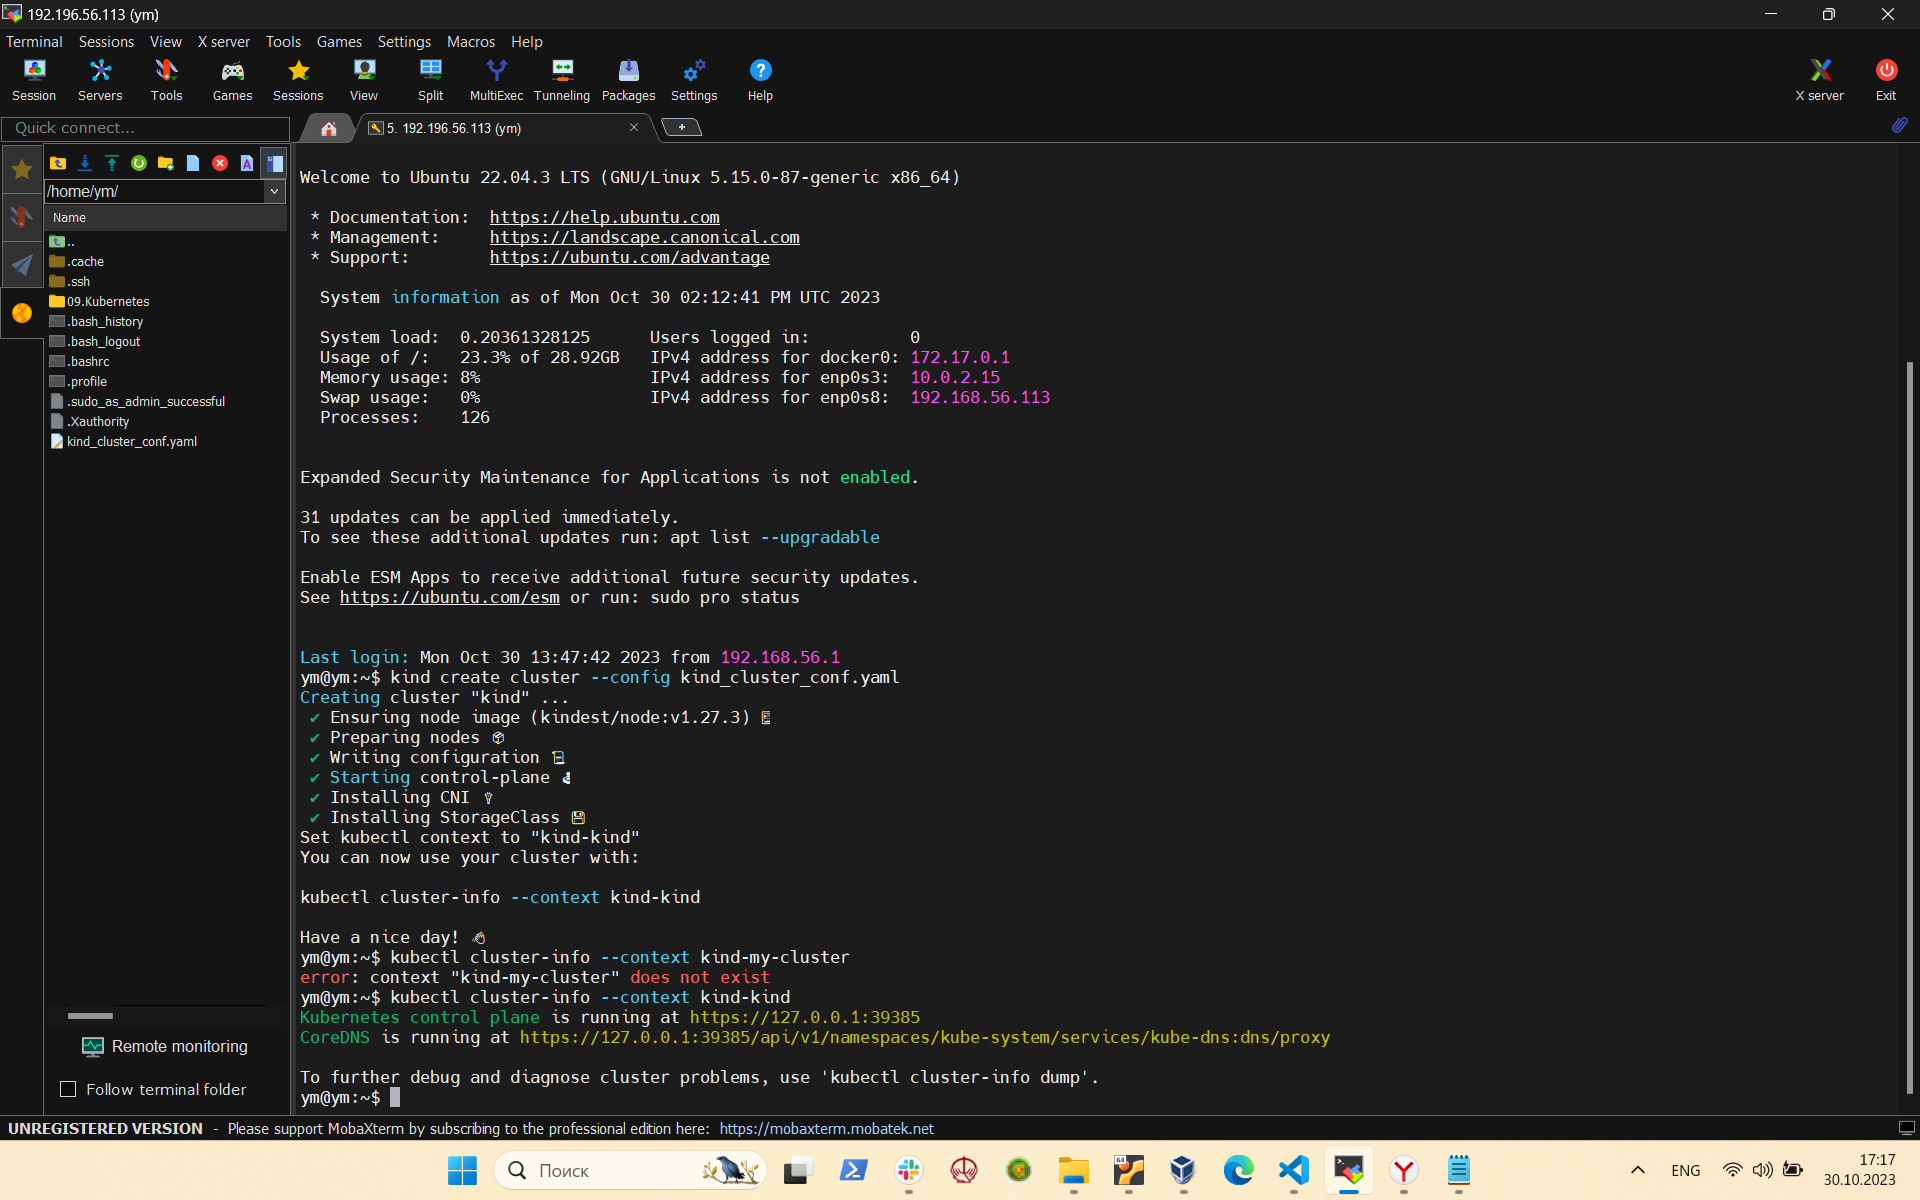 192.196.56.113 (ym)
Terminal Sessions View X server Tools Games Settings Macros Help
Session Servers Tools Games Sessions View Split MultiExec Tunneling Packages Settings Help X server Exit
Quick connect...
5. 192.196.56.113 (ym)
/home/ym/
Name
..
.cache
.ssh
09.Kubernetes
.bash_history
.bash_logout
.bashrc
.profile
.sudo_as_admin_successful
.Xauthority
kind_cluster_conf.yaml
Remote monitoring
Follow terminal folder
Welcome to Ubuntu 22.04.3 LTS (GNU/Linux 5.15.0-87-generic x86_64)
* Documentation: https://help.ubuntu.com
* Management: https://landscape.canonical.com
* Support: https://ubuntu.com/advantage
System information as of Mon Oct 30 02:12:41 PM UTC 2023
System load: 0.20361328125 Users logged in: 0
Usage of /: 23.3% of 28.92GB IPv4 address for docker0: 172.17.0.1
Memory usage: 8% IPv4 address for enp0s3: 10.0.2.15
Swap usage: 0% IPv4 address for enp0s8: 192.168.56.113
Processes: 126
Expanded Security Maintenance for Applications is not enabled.
31 updates can be applied immediately.
To see these additional updates run: apt list --upgradable
Enable ESM Apps to receive additional future security updates.
See https://ubuntu.com/esm or run: sudo pro status
Last login: Mon Oct 30 13:47:42 2023 from 192.168.56.1
ym@ym:~$ kind create cluster --config kind_cluster_conf.yaml
Creating cluster "kind" ...
✓ Ensuring node image (kindest/node:v1.27.3) 🖼
✓ Preparing nodes 📦
✓ Writing configuration 📜
✓ Starting control-plane 🕹
✓ Installing CNI 🔌
✓ Installing StorageClass 💾
Set kubectl context to "kind-kind"
You can now use your cluster with:
kubectl cluster-info --context kind-kind
Have a nice day! 👋
ym@ym:~$ kubectl cluster-info --context kind-my-cluster
error: context "kind-my-cluster" does not exist
ym@ym:~$ kubectl cluster-info --context kind-kind
Kubernetes control plane is running at https://127.0.0.1:39385
CoreDNS is running at https://127.0.0.1:39385/api/v1/namespaces/kube-system/services/kube-dns:dns/proxy
To further debug and diagnose cluster problems, use 'kubectl cluster-info dump'.
ym@ym:~$
UNREGISTERED VERSION - Please support MobaXterm by subscribing to the professional edition here: https://mobaxterm.mobatek.net
Поиск
64
ENG
17:17
30.10.2023